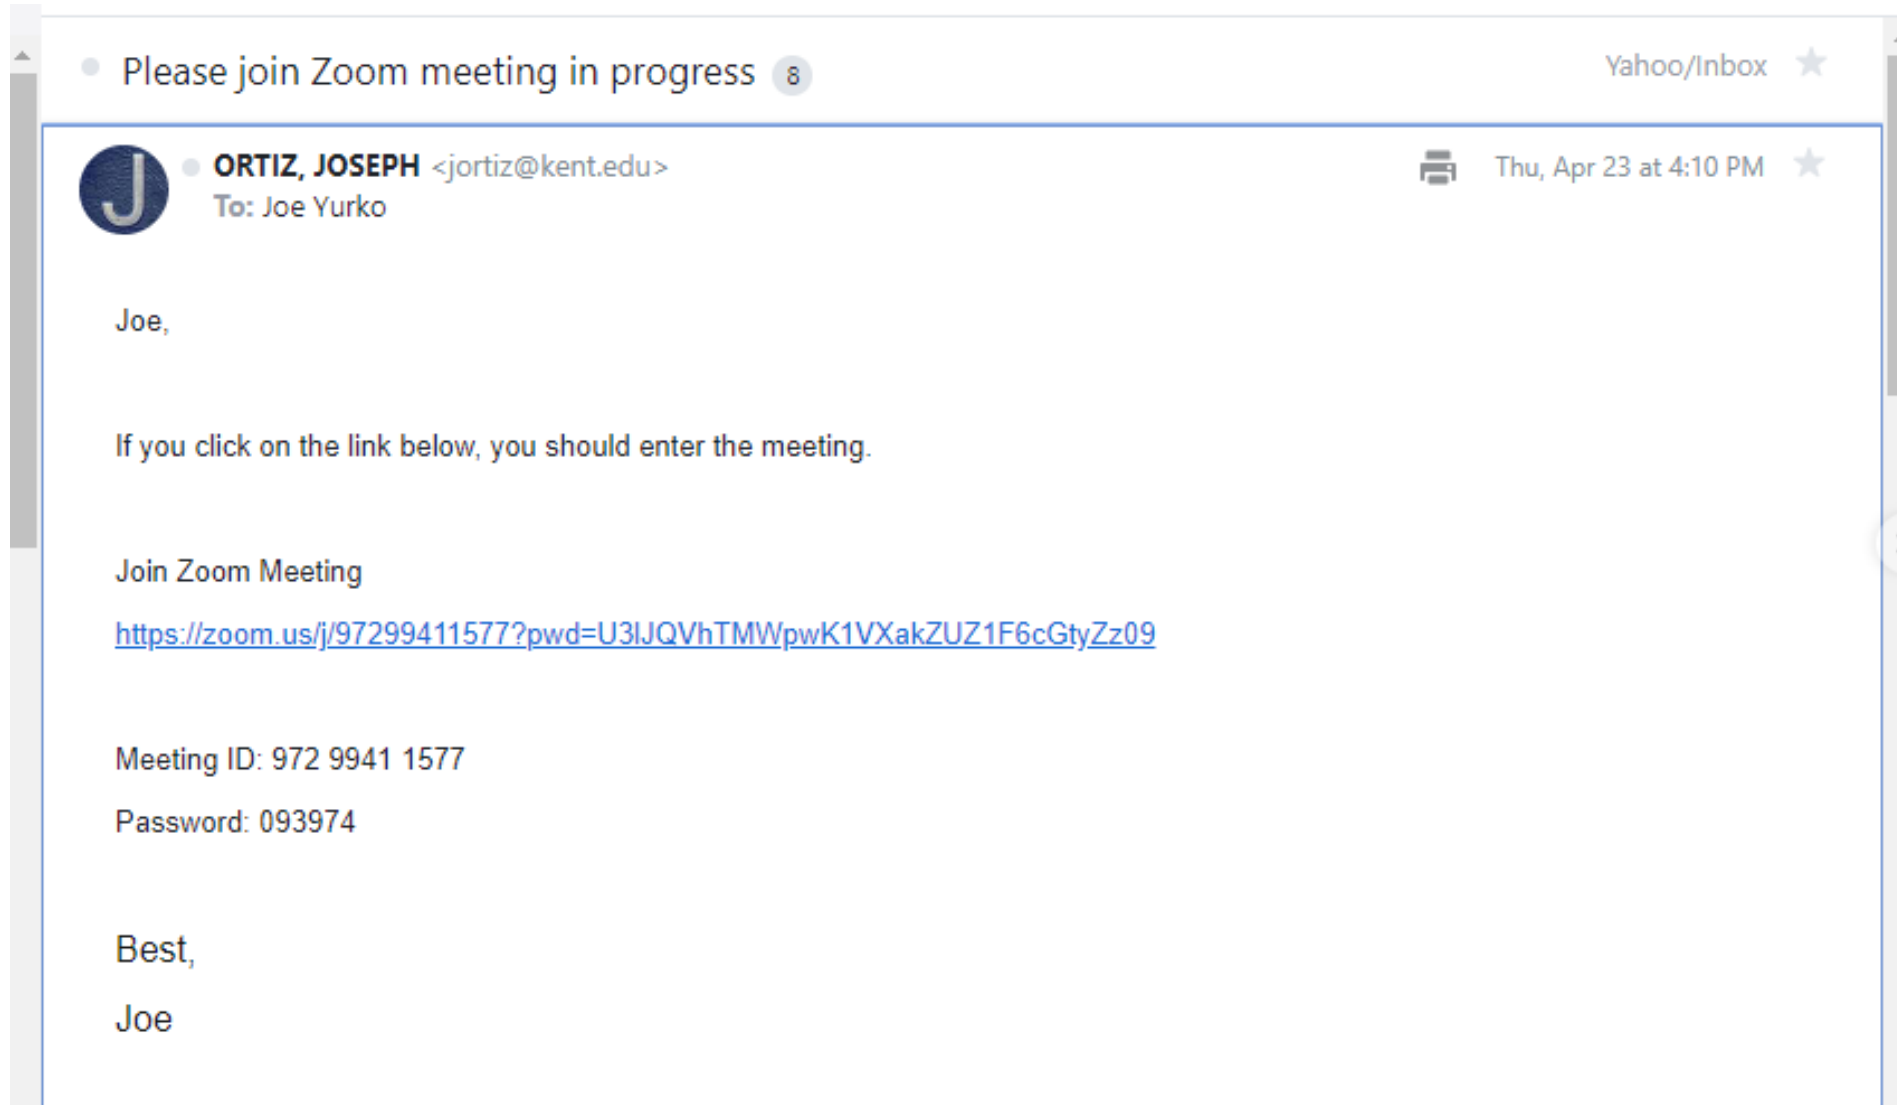 Please join Zoom meeting in progress 8
Yahoo/Inbox
ORTIZ, JOSEPH <jortiz@kent.edu>
Thu, Apr 23 at 4:10 PM
To: Joe Yurko
Joe,
If you click on the link below, you should enter the meeting.
Join Zoom Meeting
https://zoom.us/j/97299411577?pwd=U3lJQVhTMWpwK1VXakZUZ1F6cGtyZz09
Meeting ID: 972 9941 1577
Password: 093974
Best,
Joe